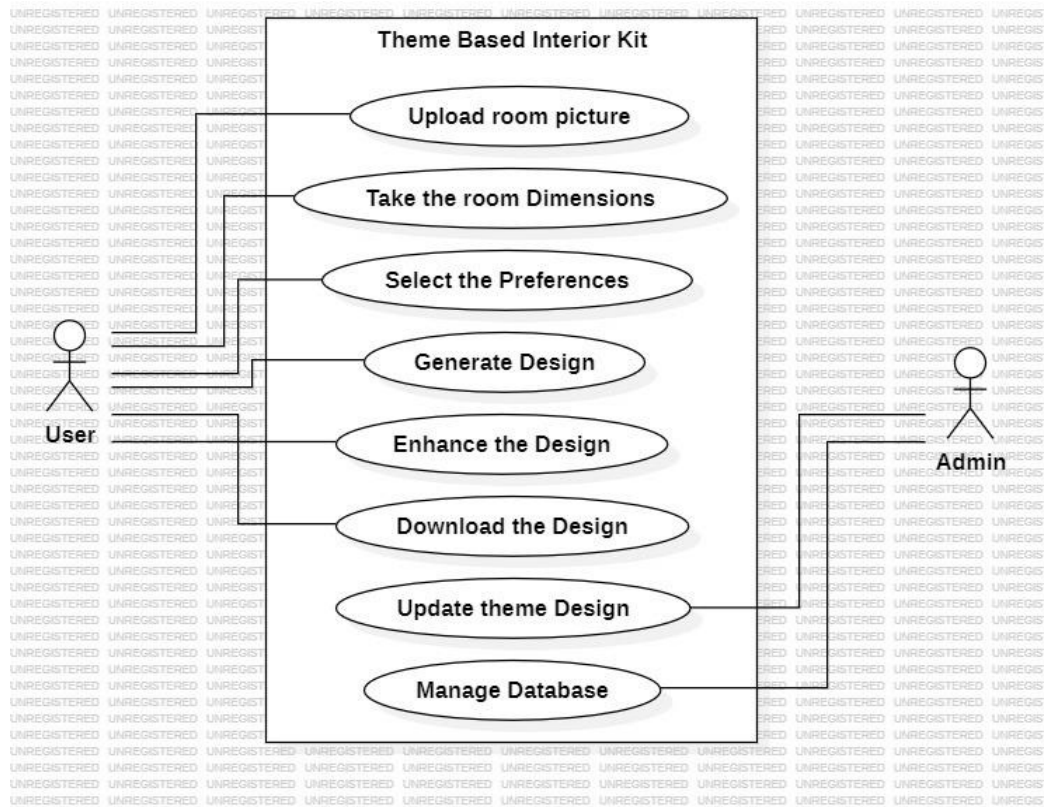 Theme Based Interior Kit
Upload room picture
Take the room Dimensions
Select the Preferences
Generate Design
User
Enhance the Design
Admin
Download the Design
Update theme Design
Manage Database
UNREGISTERED